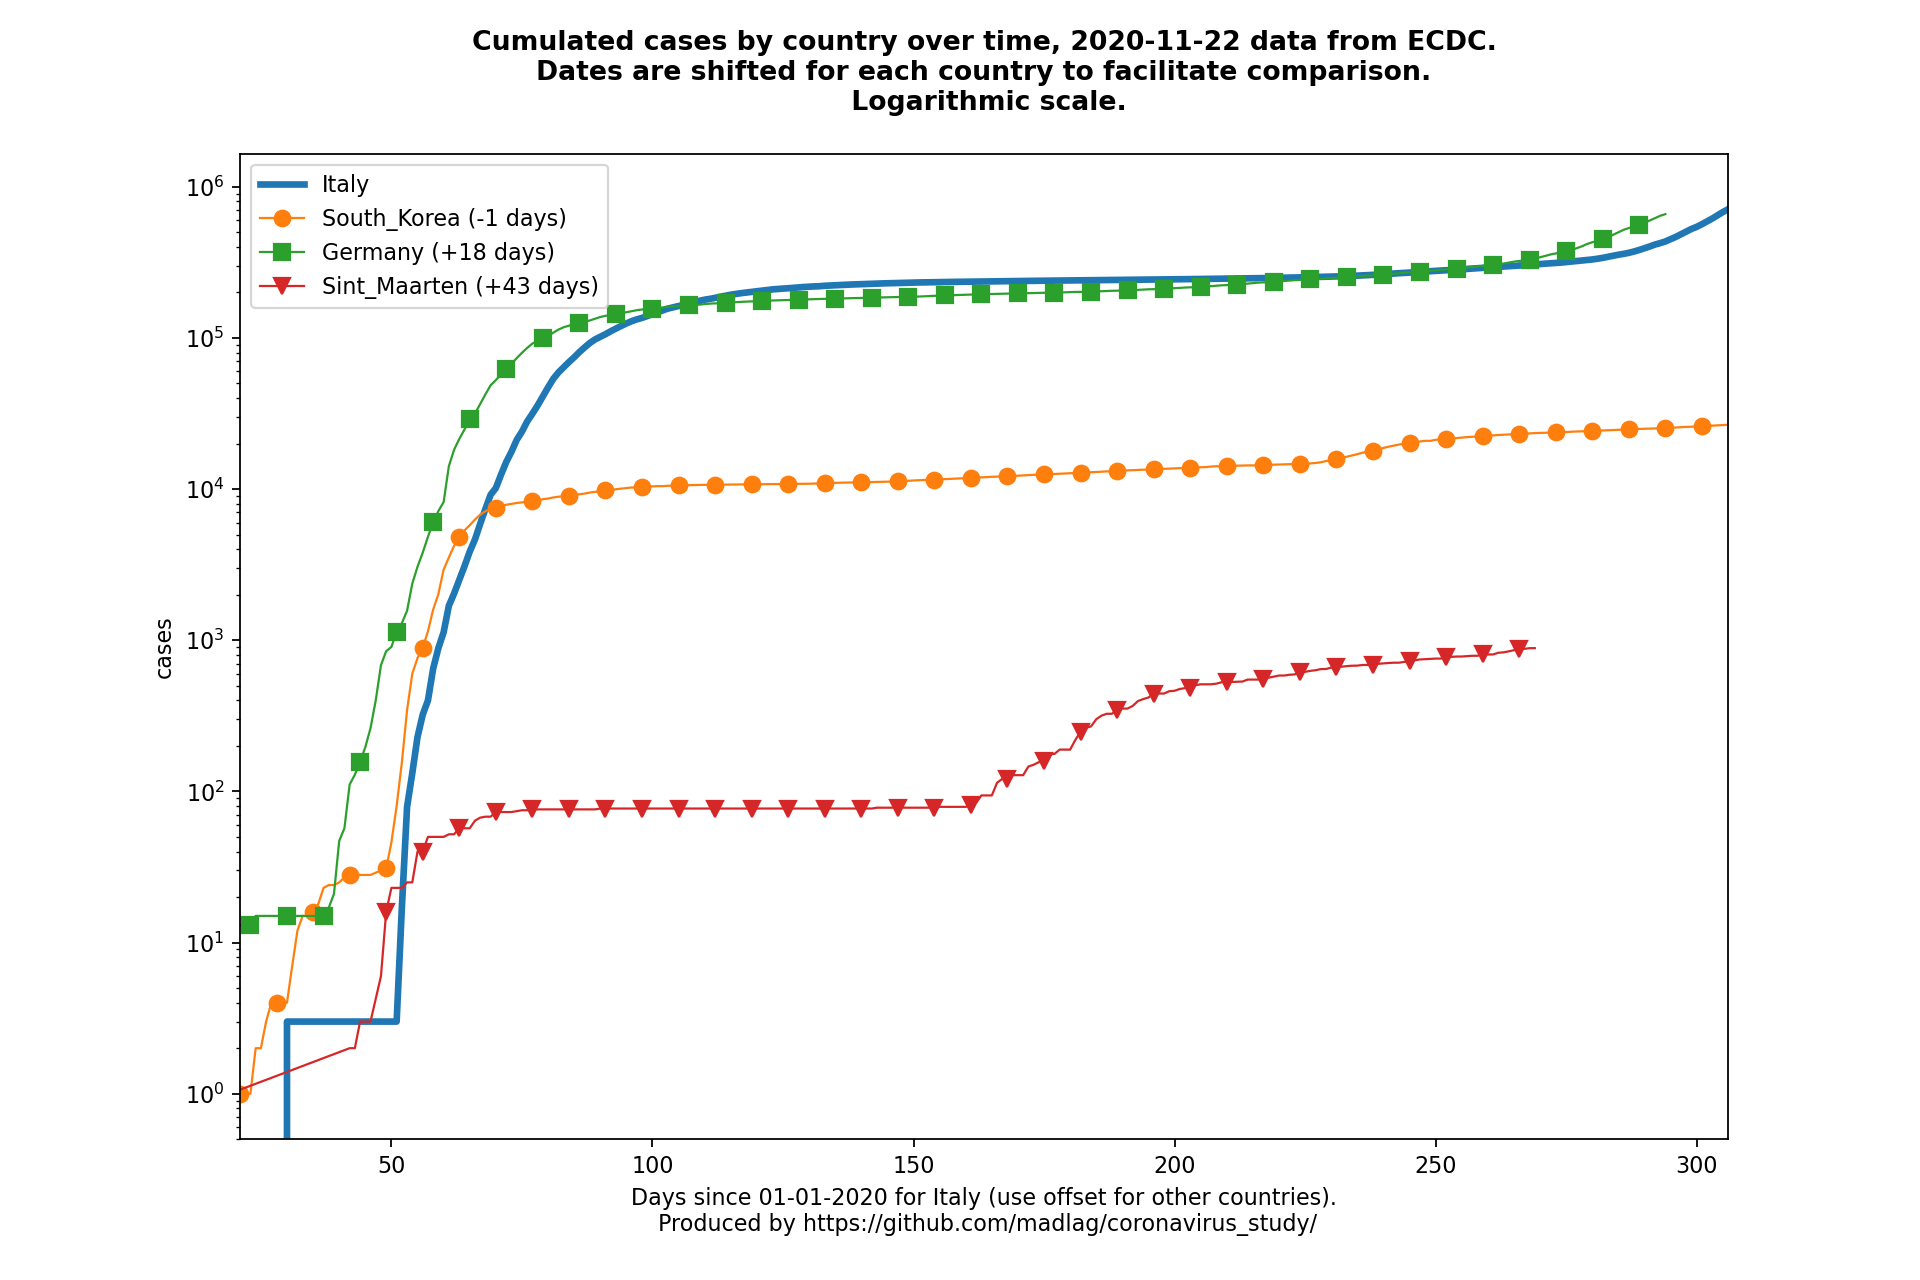 Cumulated cases by country over time, 2020-11-22 data from ECDC.
Dates are shifted for each country to facilitate comparison.
Logarithmic scale.
10^6
10^5
10^4
10^3
10^2
10^1
10^0
cases
Italy
South_Korea (-1 days)
Germany (+18 days)
Sint_Maarten (+43 days)
50 100 150 200 250 300
Days since 01-01-2020 for Italy (use offset for other countries).
Produced by https://github.com/madlag/coronavirus_study/